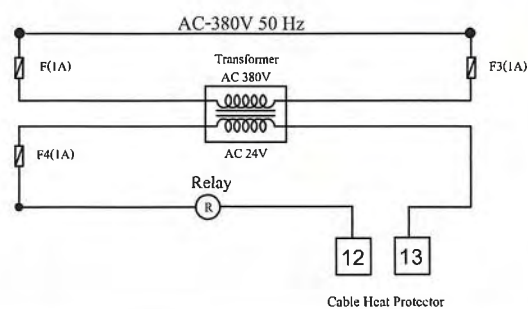 AC-380V 50 Hz
Transformer
F(1A)
AC 380V
F3(1A)
F4(1A)
AC 24V
Relay
R
12
13
Cable Heat Protector